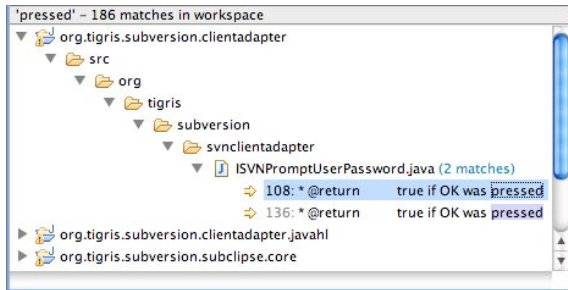 'pressed' – 186 matches in workspace
org.tigris.subversion.clientadapter
src
org
tigris
subversion
svnclientadapter
ISVNPromptUserPassword.java (2 matches)
108: * @return true if OK was pressed
136: * @return true if OK was pressed
org.tigris.subversion.clientadapter.javahl
org.tigris.subversion.subclipse.core